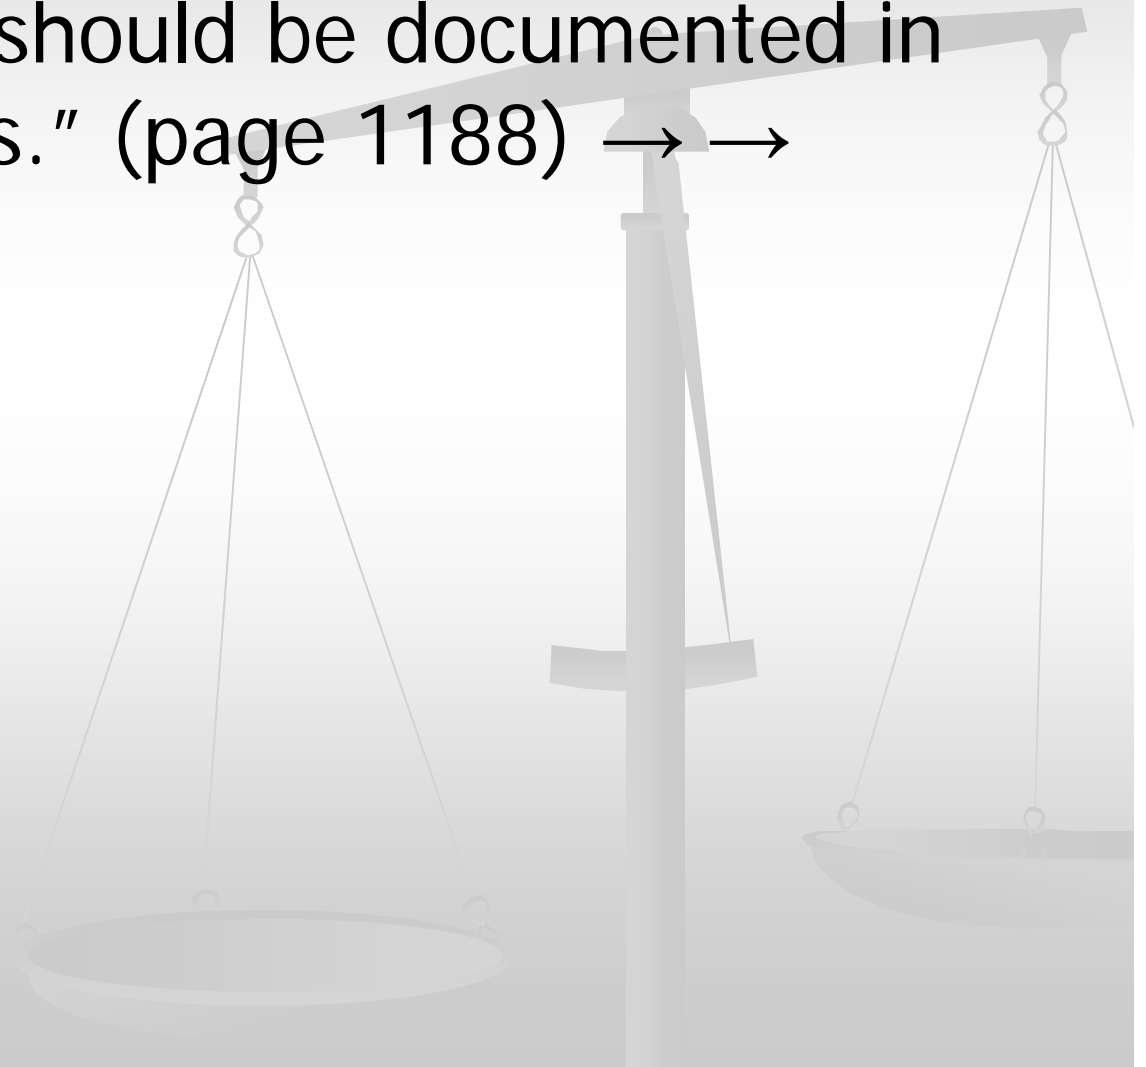 should be documented in
s.” (page 1188) →→